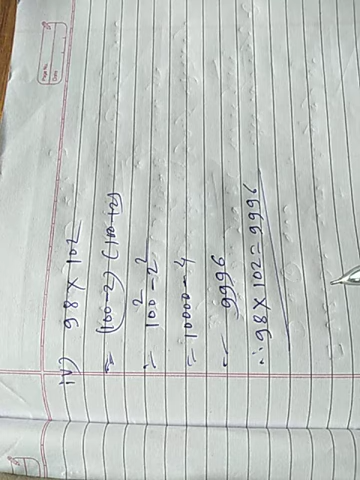 iv) 98 × 102
= (100-2) (100+2)
= 100² - 2²
= 10000 - 4
= 9996
∴ 98 × 102 = 9996